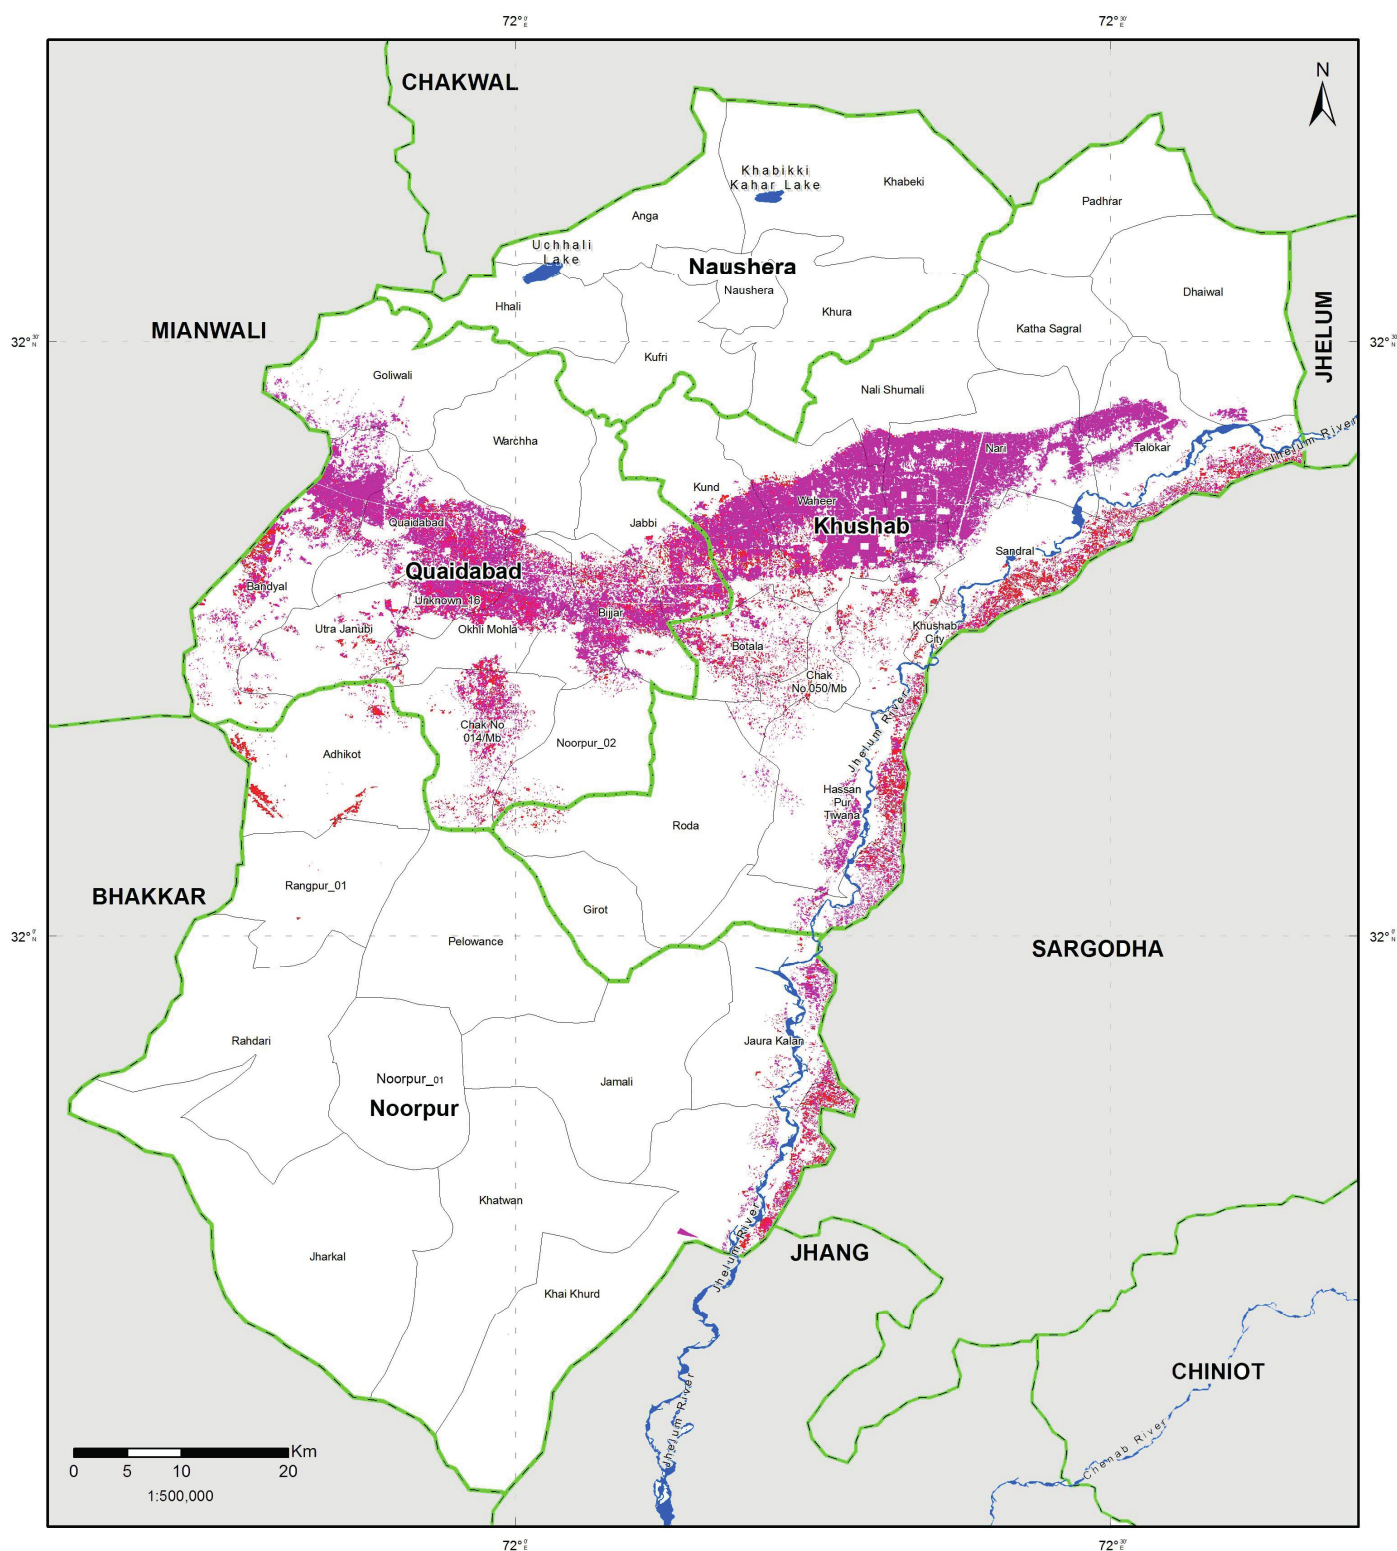 72° 0' E
72° 30' E
CHAKWAL
N
Khabikki
Kahar Lake
Khabeki
Padhrar
Anga
Uchhali
Lake
Naushera
Naushera
Dhaiwal
Hhali
Khura
JHELUM
MIANWALI
Katha Sagral
32° 30' N
32° 30' N
Kufri
Goliwali
Nali Shumali
Warchha
Jhelum River
Nari
Talokar
Kund
Waheer
Quaidabad
Jabbi
Khushab
Sandral
Quaidabad
Bandyal
Unknown_16
Bijjar
Utra Janubi
Okhli Mohla
Khushab
City
Botala
Chak
No 050/Mb
Jhelum River
Chak No
014/Mb
Noorpur_02
Adhikot
Hassan
Pur
Tiwana
Roda
Rangpur_01
BHAKKAR
Girot
32° 0' N
32° 0' N
Pelowance
SARGODHA
Rahdari
Jaura Kalan
Noorpur_01
Jamali
Noorpur
Khatwan
Jhelum River
JHANG
Jharkal
Khai Khurd
CHINIOT
Jhelum River
Chenab River
Km
0 5 10 20
1:500,000
72° 0' E
72° 30' E